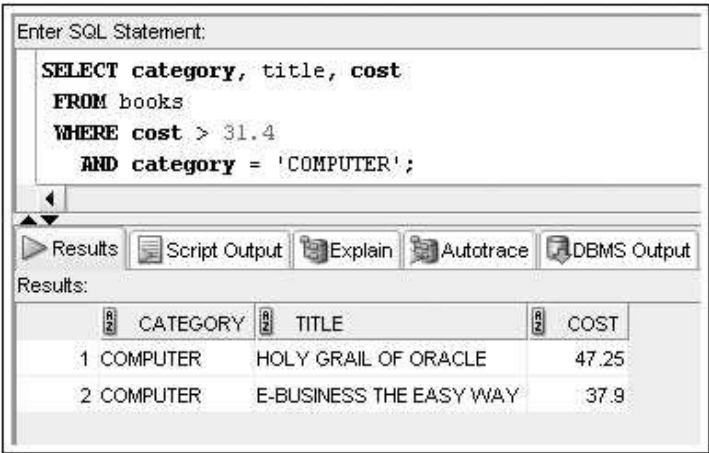 Enter SQL Statement:
SELECT category, title, cost
FROM books
WHERE cost > 31.4
AND category = 'COMPUTER';
Results Script Output Explain Autotrace DBMS Output
Results:
CATEGORY TITLE COST
1 COMPUTER HOLY GRAIL OF ORACLE 47.25
2 COMPUTER E-BUSINESS THE EASY WAY 37.9